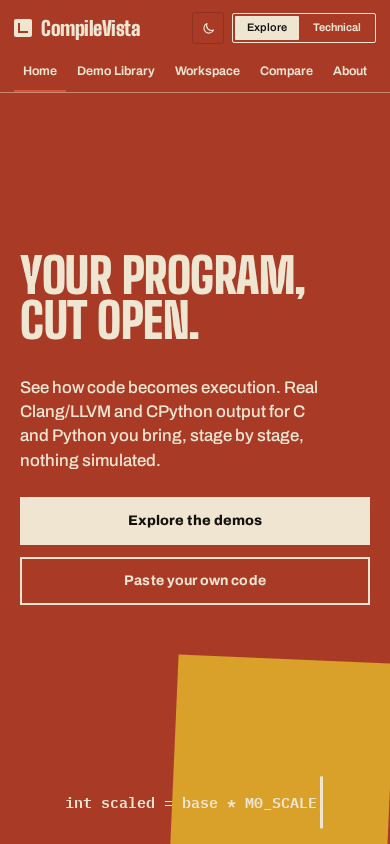 CompileVista
Explore Technical
Home Demo Library Workspace Compare About
YOUR PROGRAM,
CUT OPEN.
See how code becomes execution. Real
Clang/LLVM and CPython output for C
and Python you bring, stage by stage,
nothing simulated.
Explore the demos
Paste your own code
int scaled = base * M0_SCALE